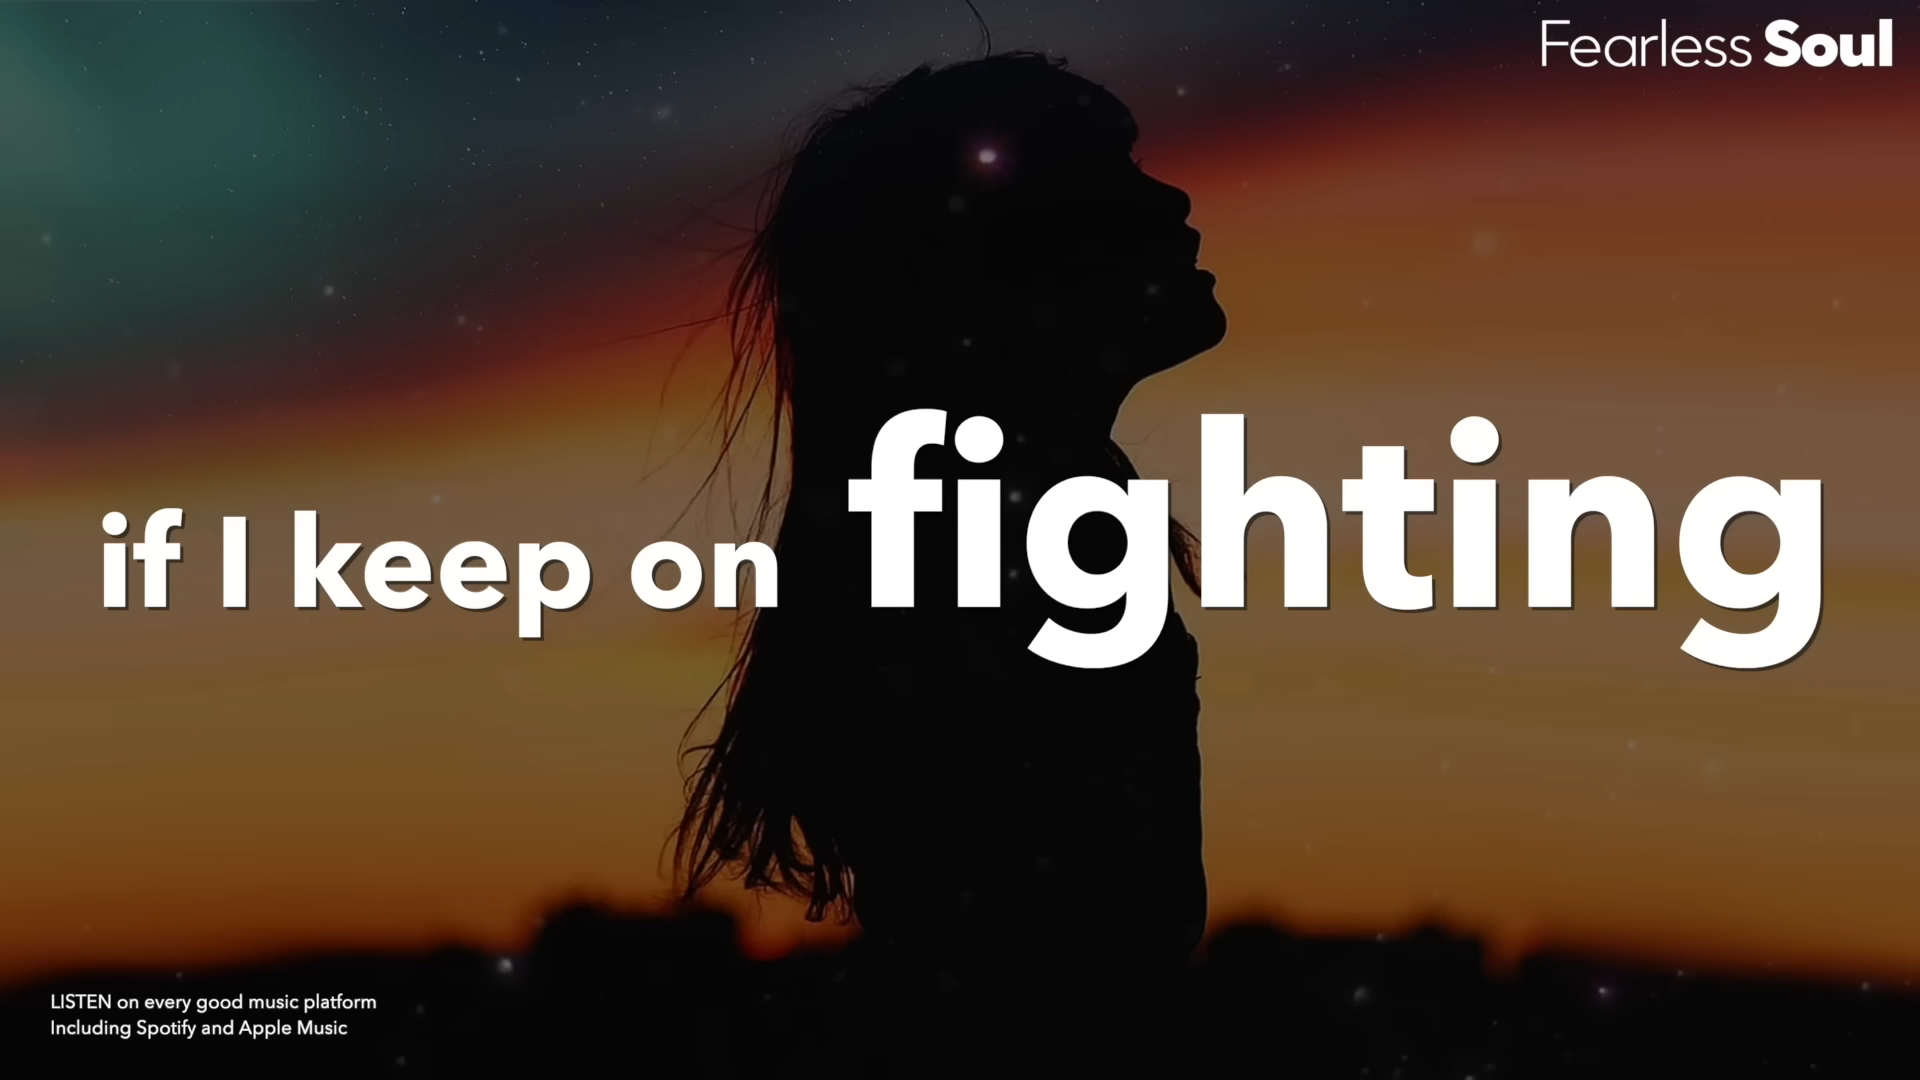 Fearless Soul
if I keep on fighting
LISTEN on every good music platform
Including Spotify and Apple Music